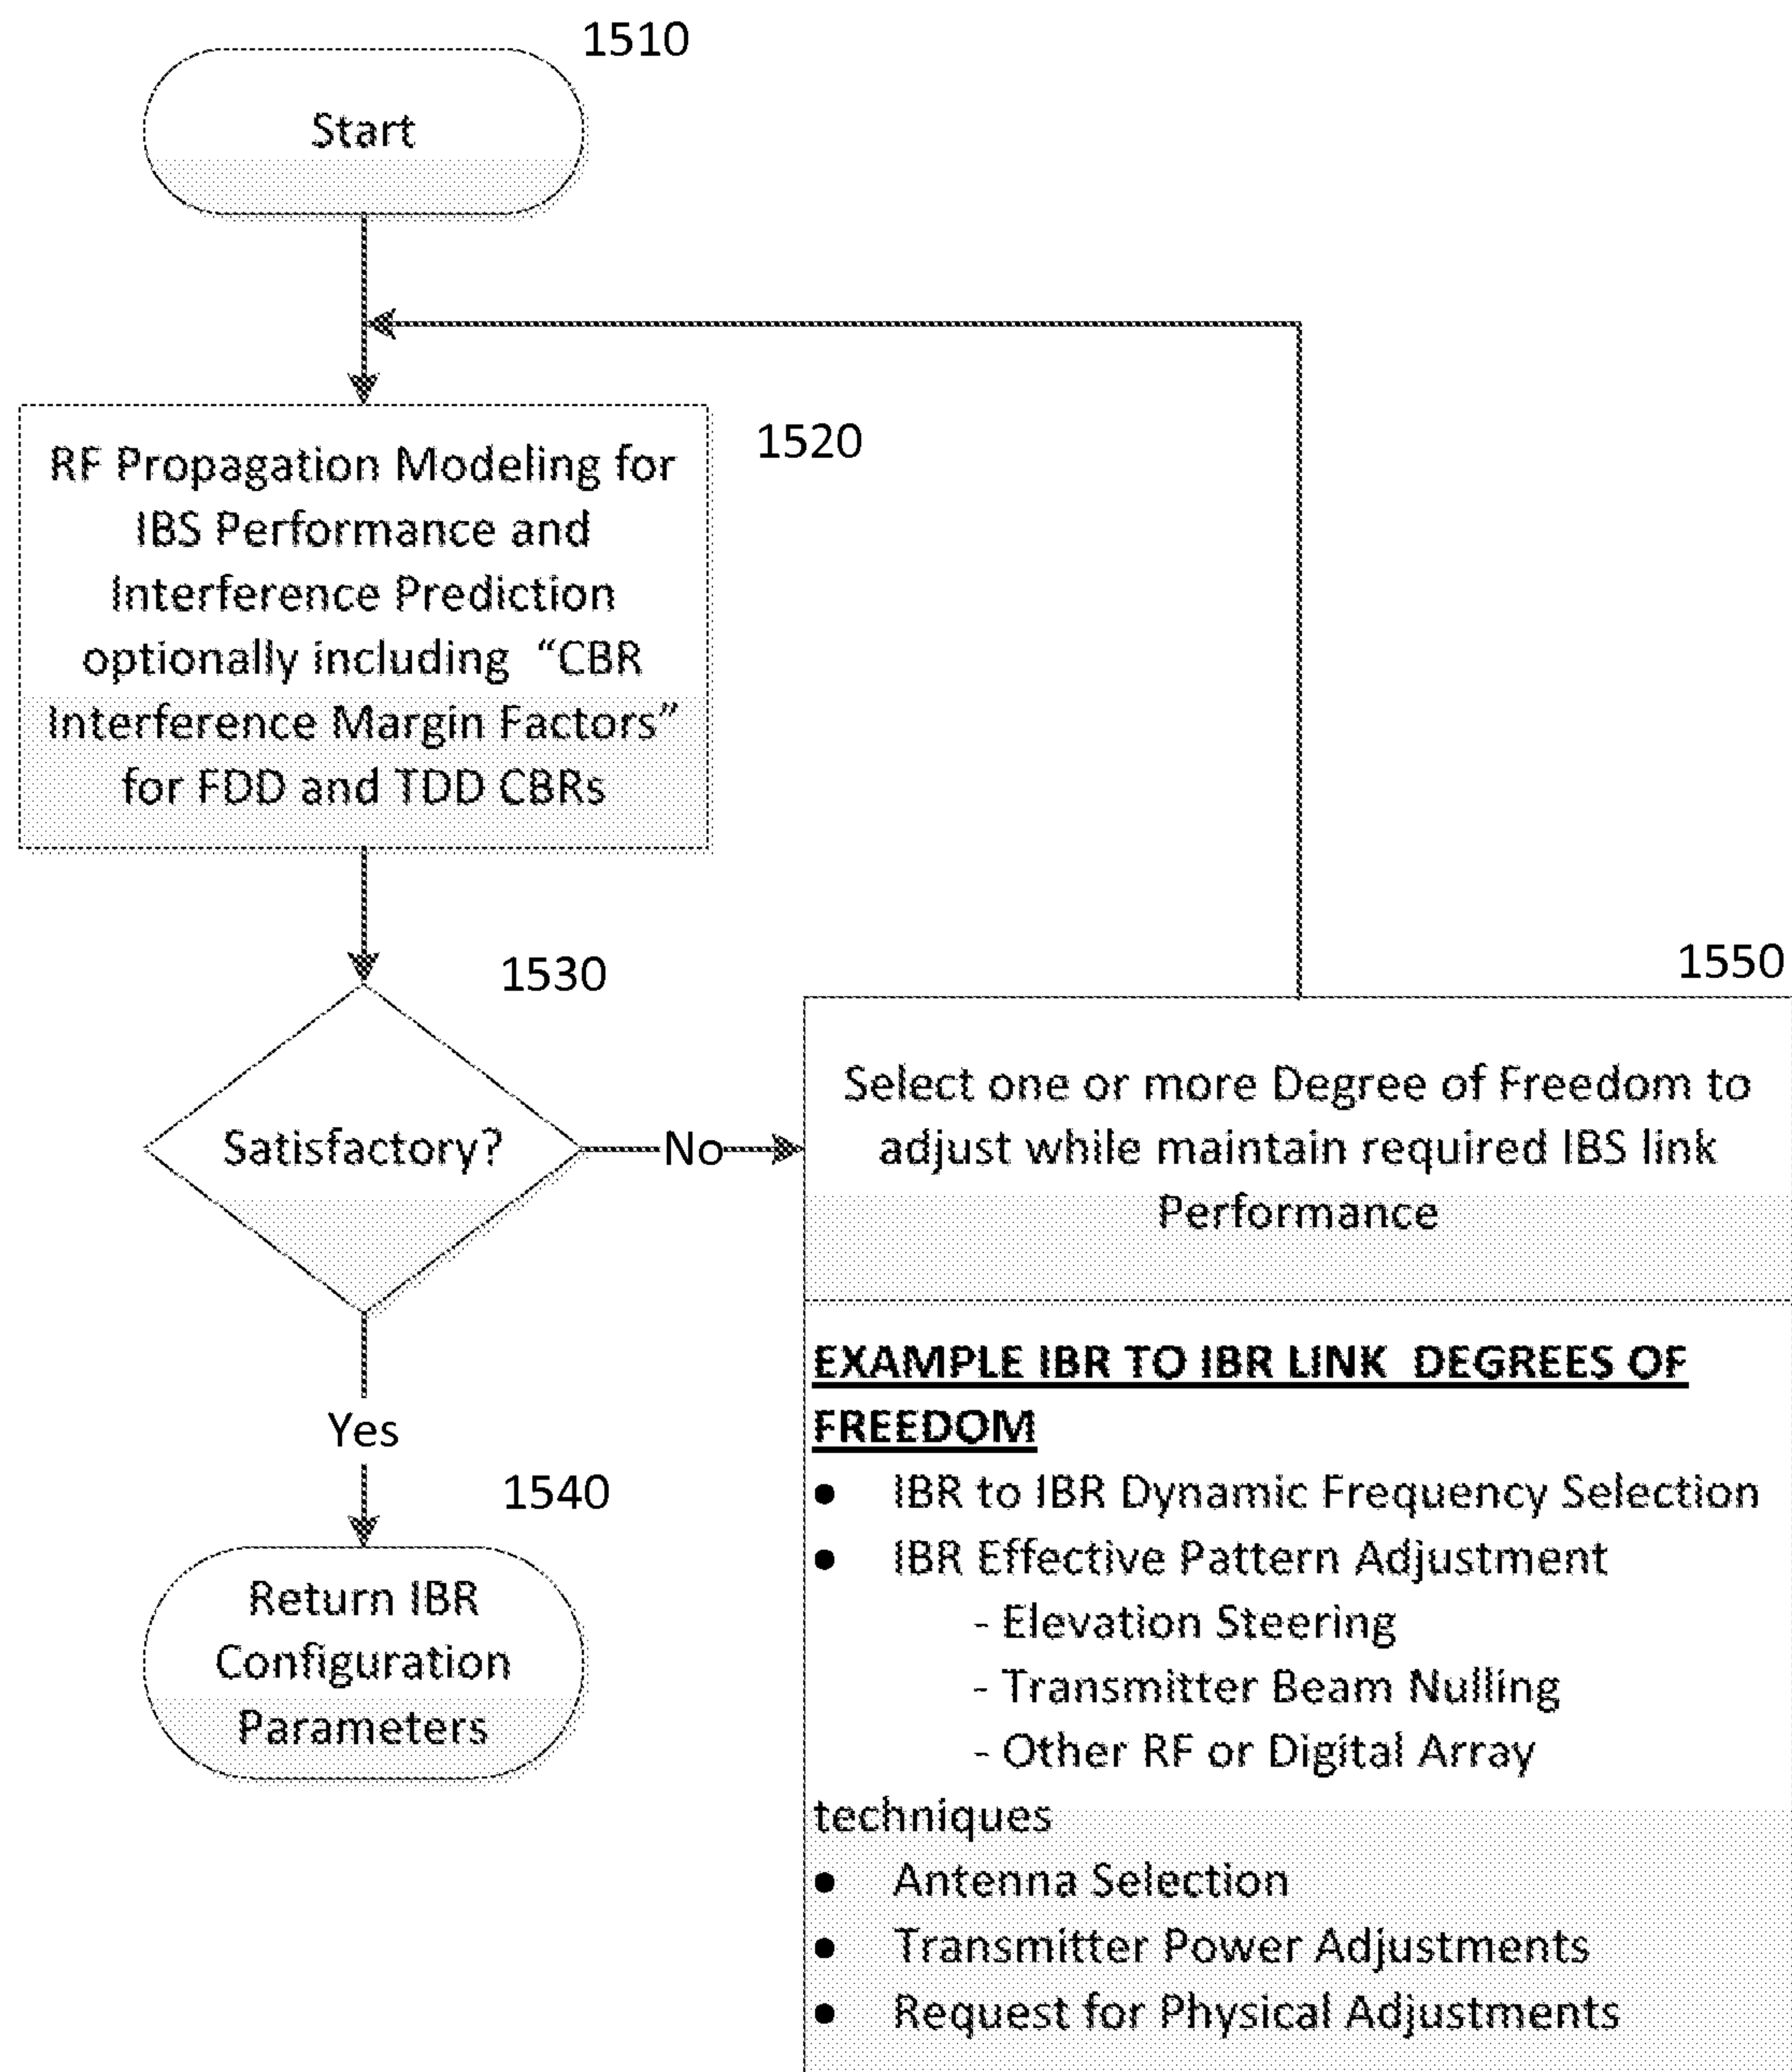 1510
Start
1520
RF Propagation Modeling for
IBS Performance and
Interference Prediction
optionally including “CBR
Interference Margin Factors”
for FDD and TDD CBRs
1530
Satisfactory?
No
Yes
1540
Return IBR
Configuration
Parameters
1550
Select one or more Degree of Freedom to
adjust while maintain required IBS link
Performance
EXAMPLE IBR TO IBR LINK DEGREES OF
FREEDOM
● IBR to IBR Dynamic Frequency Selection
● IBR Effective Pattern Adjustment
- Elevation Steering
- Transmitter Beam Nulling
- Other RF or Digital Array
techniques
● Antenna Selection
● Transmitter Power Adjustments
● Request for Physical Adjustments